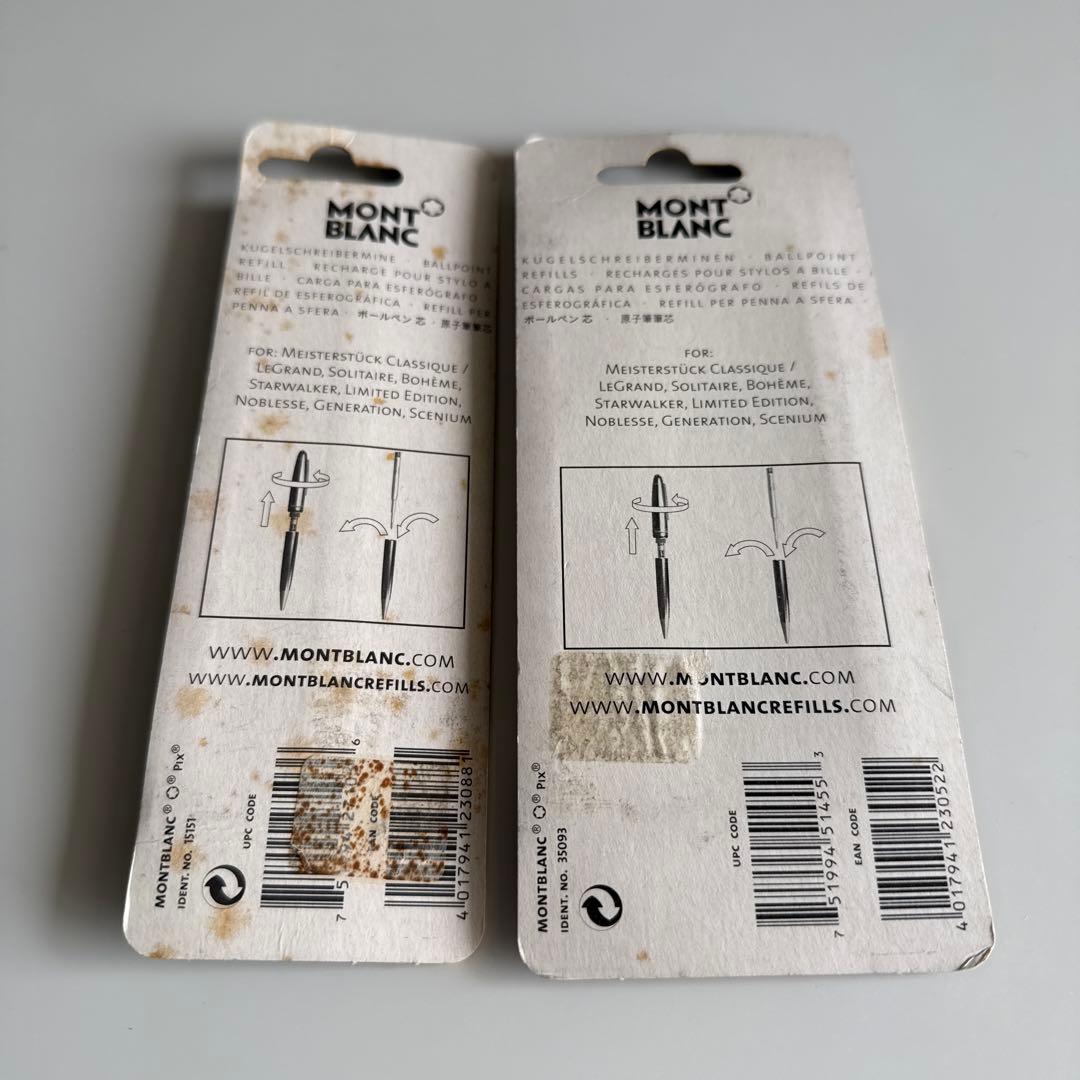 MONT
BLANC
KUGELSCHREIBERMINE · BALLPOINT
REFILL · RECHARGE POUR STYLO A
BILLE · CARGA PARA ESFERÓGRAFO ·
REFIL DE ESFEROGRÁFICA · REFILL PER
PENNA A SFERA · ボールペン芯 · 原子筆筆芯
FOR: MEISTERSTÜCK CLASSIQUE /
LEGRAND, SOLITAIRE, BOHÈME,
STARWALKER, LIMITED EDITION,
NOBLESSE, GENERATION, SCENIUM
WWW.MONTBLANC.COM
WWW.MONTBLANCREFILLS.COM
MONTBLANC® Pix®
IDENT. NO. 15151
UPC CODE
EAN CODE
4 017941 230881
MONT
BLANC
KUGELSCHREIBERMINEN · BALLPOINT
REFILLS · RECHARGES POUR STYLOS A BILLE ·
CARGAS PARA ESFERÓGRAFO · REFILS DE
ESFEROGRÁFICA · REFILL PER PENNA A SFERA
ボールペン芯 · 原子筆筆芯
FOR:
MEISTERSTÜCK CLASSIQUE /
LEGRAND, SOLITAIRE, BOHÈME,
STARWALKER, LIMITED EDITION,
NOBLESSE, GENERATION, SCENIUM
WWW.MONTBLANC.COM
WWW.MONTBLANCREFILLS.COM
MONTBLANC® Pix®
IDENT. NO. 35093
UPC CODE
7 51941 51455 3
EAN CODE
4 017941 230522